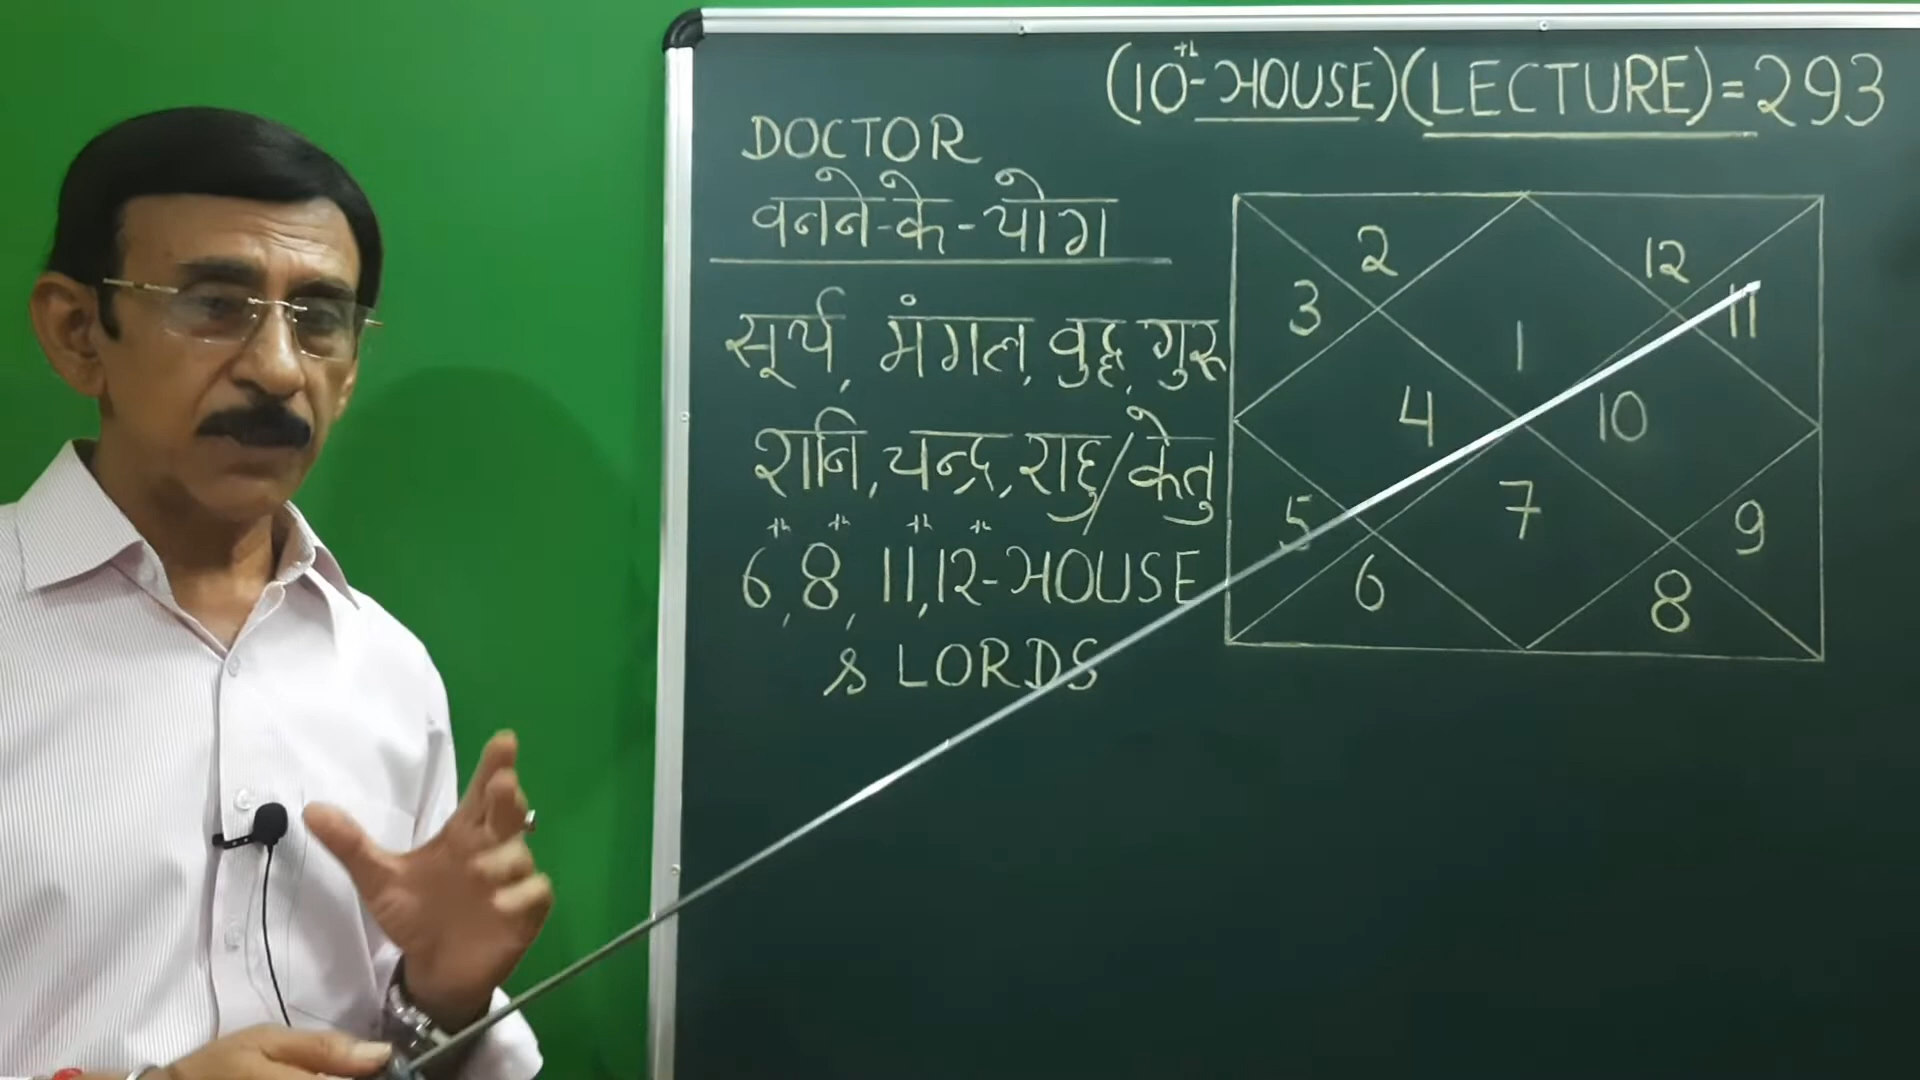 (10th-HOUSE)(LECTURE)=293
DOCTOR
वनने-के-योग
सूर्य, मंगल, वुद्ध, गुरू
शनि, चन्द्र, राहु/केतु
6th, 8th, 11th, 12th-HOUSE
& LORDS
2
12
3
11
1
4
10
5
7
9
6
8